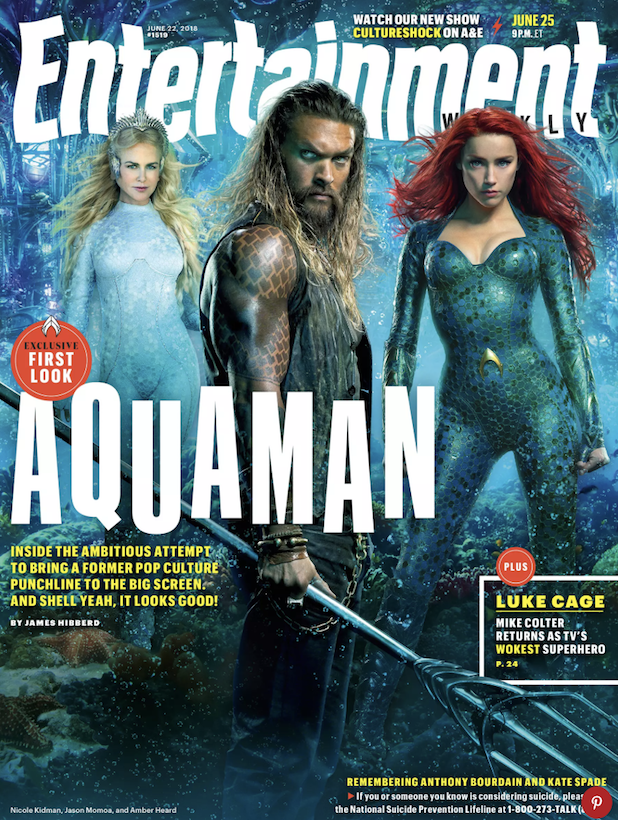 WATCH OUR NEW SHOW
CULTURESHOCK ON A&E
JUNE 25
9 P.M. ET
JUNE 22, 2018
#1519
Entertainment
WEEKLY
EXCLUSIVE
FIRST
LOOK
AQUAMAN
INSIDE THE AMBITIOUS ATTEMPT
TO BRING A FORMER POP CULTURE
PUNCHLINE TO THE BIG SCREEN.
AND SHELL YEAH, IT LOOKS GOOD!
BY JAMES HIBBERD
PLUS
LUKE CAGE
MIKE COLTER
RETURNS AS TV'S
WOKEST SUPERHERO
P. 24
REMEMBERING ANTHONY BOURDAIN AND KATE SPADE
If you or someone you know is considering suicide,
the National Suicide Prevention Lifeline at 1-800-273-TALK
Nicole Kidman, Jason Momoa, and Amber Heard